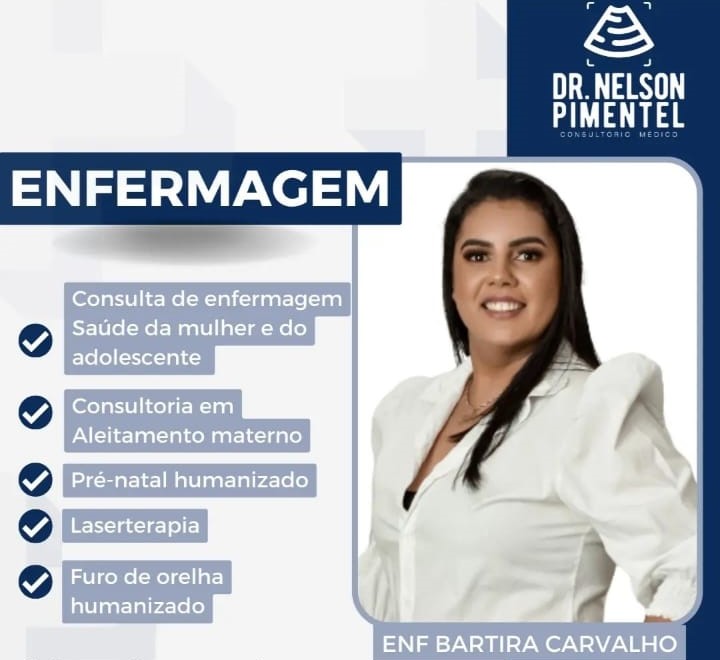 DR. NELSON
PIMENTEL
CONSULTÓRIO MÉDICO
ENFERMAGEM
Consulta de enfermagem
Saúde da mulher e do
adolescente
Consultoria em
Aleitamento materno
Pré-natal humanizado
Laserterapia
Furo de orelha
humanizado
ENF BARTIRA CARVALHO